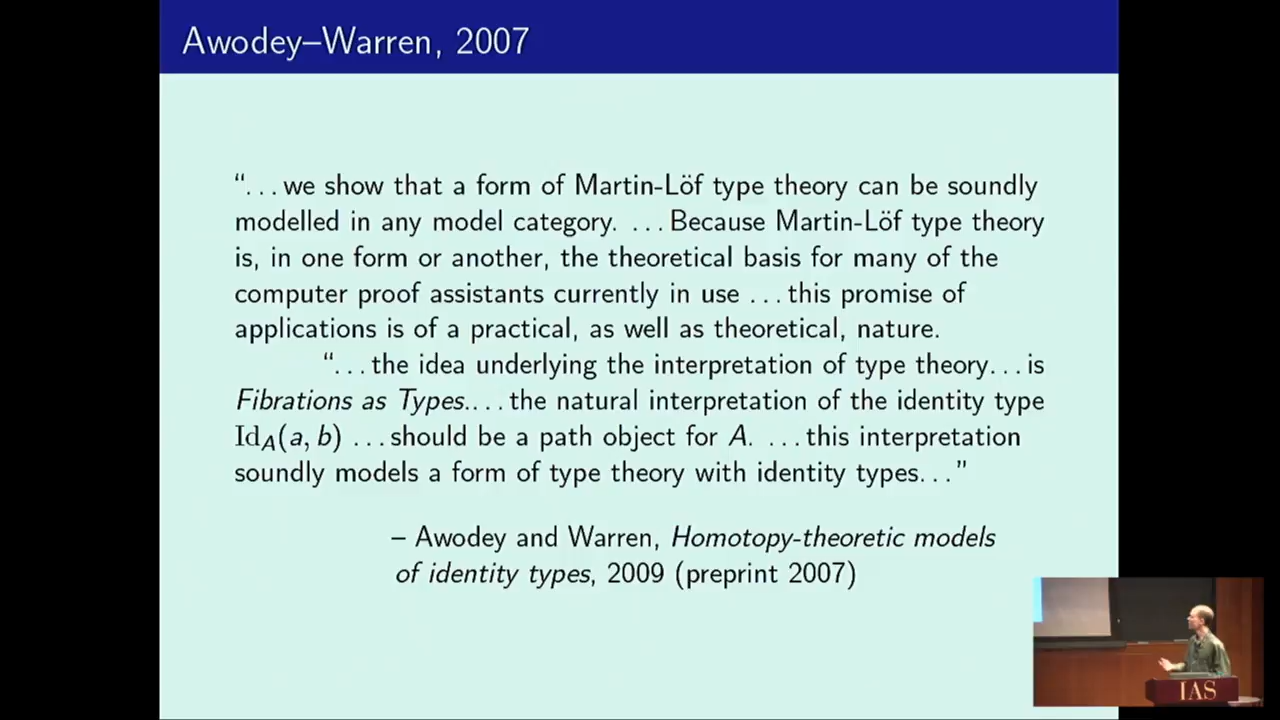 Awodey–Warren, 2007
“. . . we show that a form of Martin-Löf type theory can be soundly
modelled in any model category. . . . Because Martin-Löf type theory
is, in one form or another, the theoretical basis for many of the
computer proof assistants currently in use . . . this promise of
applications is of a practical, as well as theoretical, nature.
“. . . the idea underlying the interpretation of type theory. . . is
Fibrations as Types. . . . the natural interpretation of the identity type
Id_A(a, b) . . . should be a path object for A. . . . this interpretation
soundly models a form of type theory with identity types. . . ”
– Awodey and Warren, Homotopy-theoretic models
of identity types, 2009 (preprint 2007)
IAS